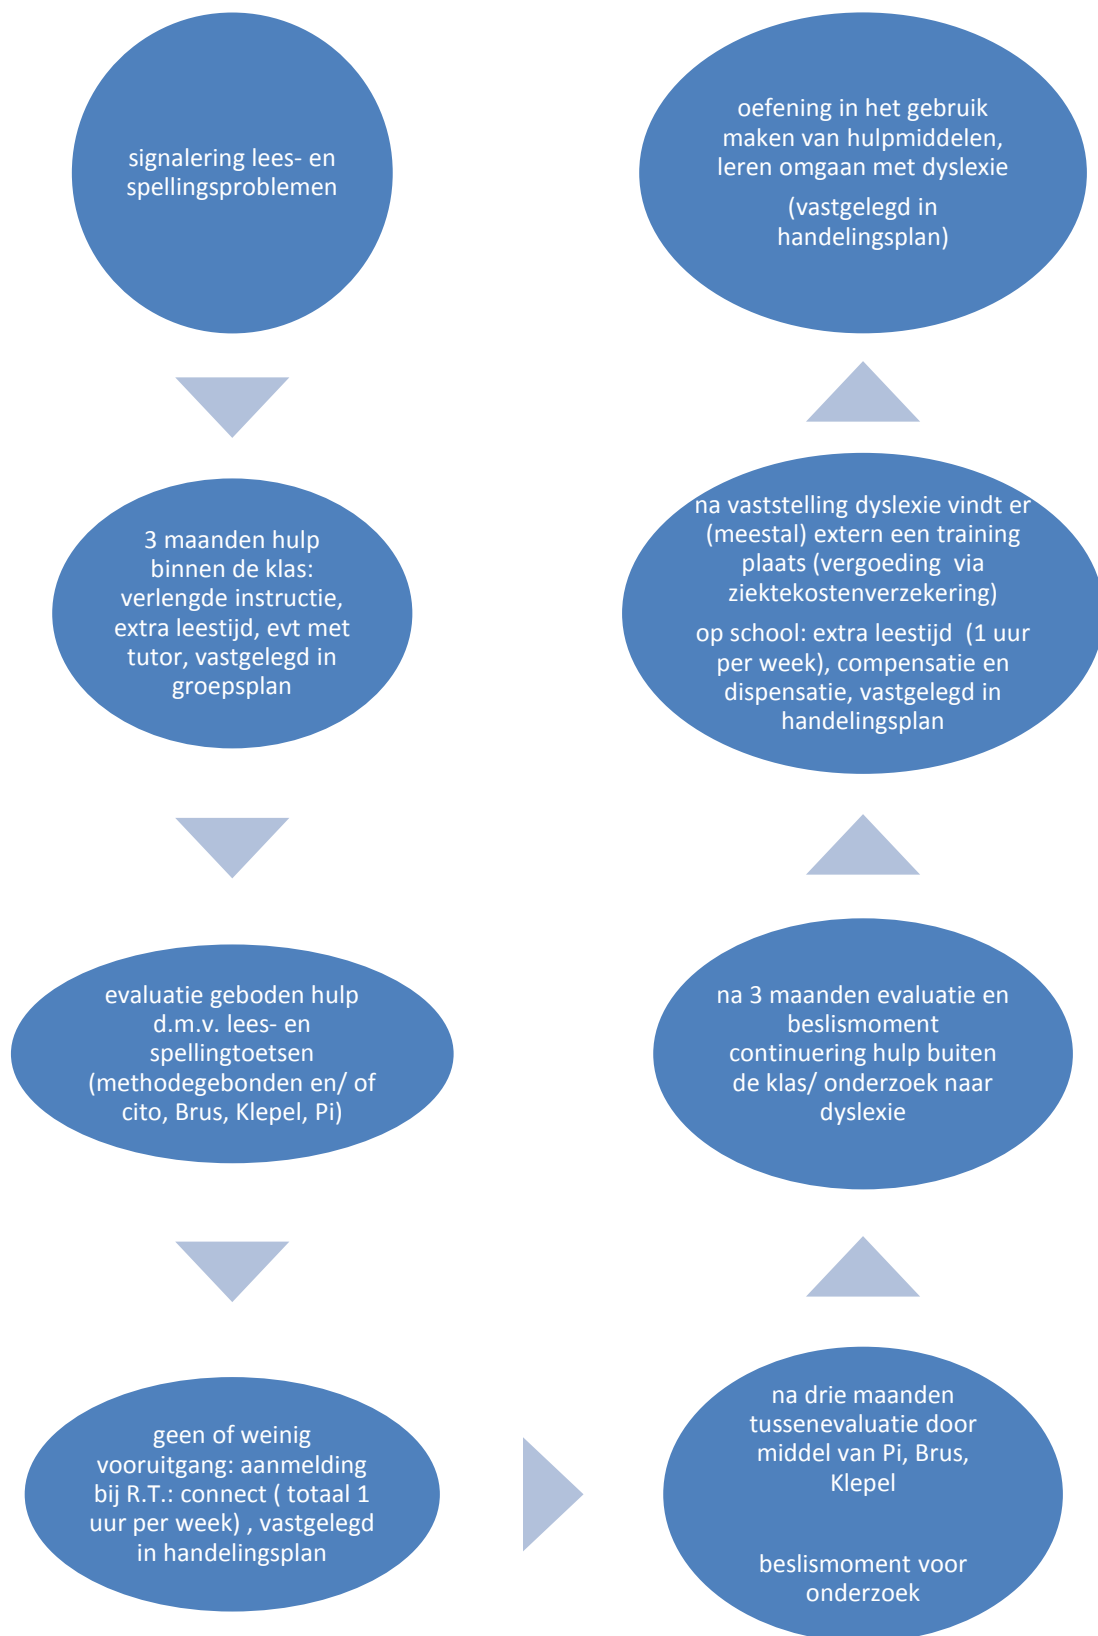 signalering lees- en
spellingsproblemen
3 maanden hulp
binnen de klas:
verlengde instructie,
extra leestijd, evt met
tutor, vastgelegd in
groepsplan
evaluatie geboden hulp
d.m.v. lees- en
spellingtoetsen
(methodegebonden en/ of
cito, Brus, Klepel, Pi)
geen of weinig
vooruitgang: aanmelding
bij R.T.: connect ( totaal 1
uur per week) , vastgelegd
in handelingsplan
na drie maanden
tussenevaluatie door
middel van Pi, Brus,
Klepel
beslismoment voor
onderzoek
na 3 maanden evaluatie en
beslismoment
continuering hulp buiten
de klas/ onderzoek naar
dyslexie
na vaststelling dyslexie vindt er
(meestal) extern een training
plaats (vergoeding via
ziektekostenverzekering)
op school: extra leestijd (1 uur
per week), compensatie en
dispensatie, vastgelegd in
handelingsplan
oefening in het gebruik
maken van hulpmiddelen,
leren omgaan met dyslexie
(vastgelegd in
handelingsplan)